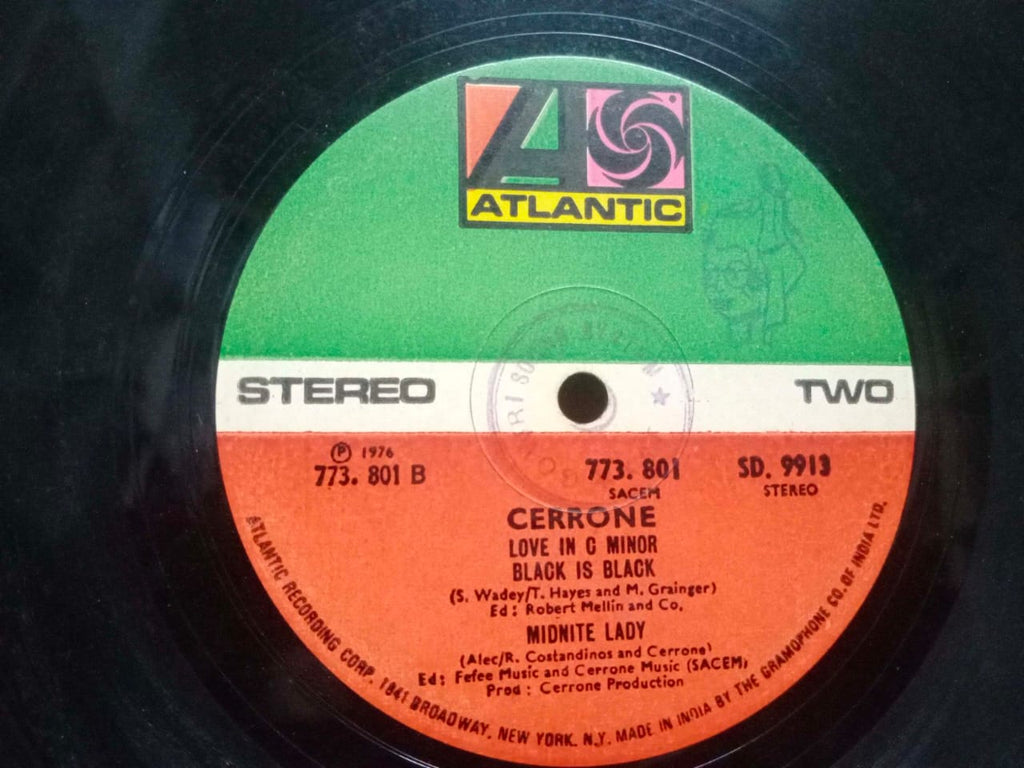 ATLANTIC
STEREO
TWO
℗ 1976
773. 801 B
773. 801
SACEM
SD. 9913
STEREO
CERRONE
LOVE IN C MINOR
BLACK IS BLACK
(S. Wadey/T. Hayes and M. Grainger)
Ed: Robert Mellin and Co.
MIDNITE LADY
(Alec/R. Costandinos and Cerrone)
Ed: Fefee Music and Cerrone Music (SACEM)
Prod : Cerrone Production
ATLANTIC RECORDING CORP. 1841 BROADWAY, NEW YORK. N.Y. MADE IN INDIA BY THE GRAMOPHONE CO. OF INDIA LTD.